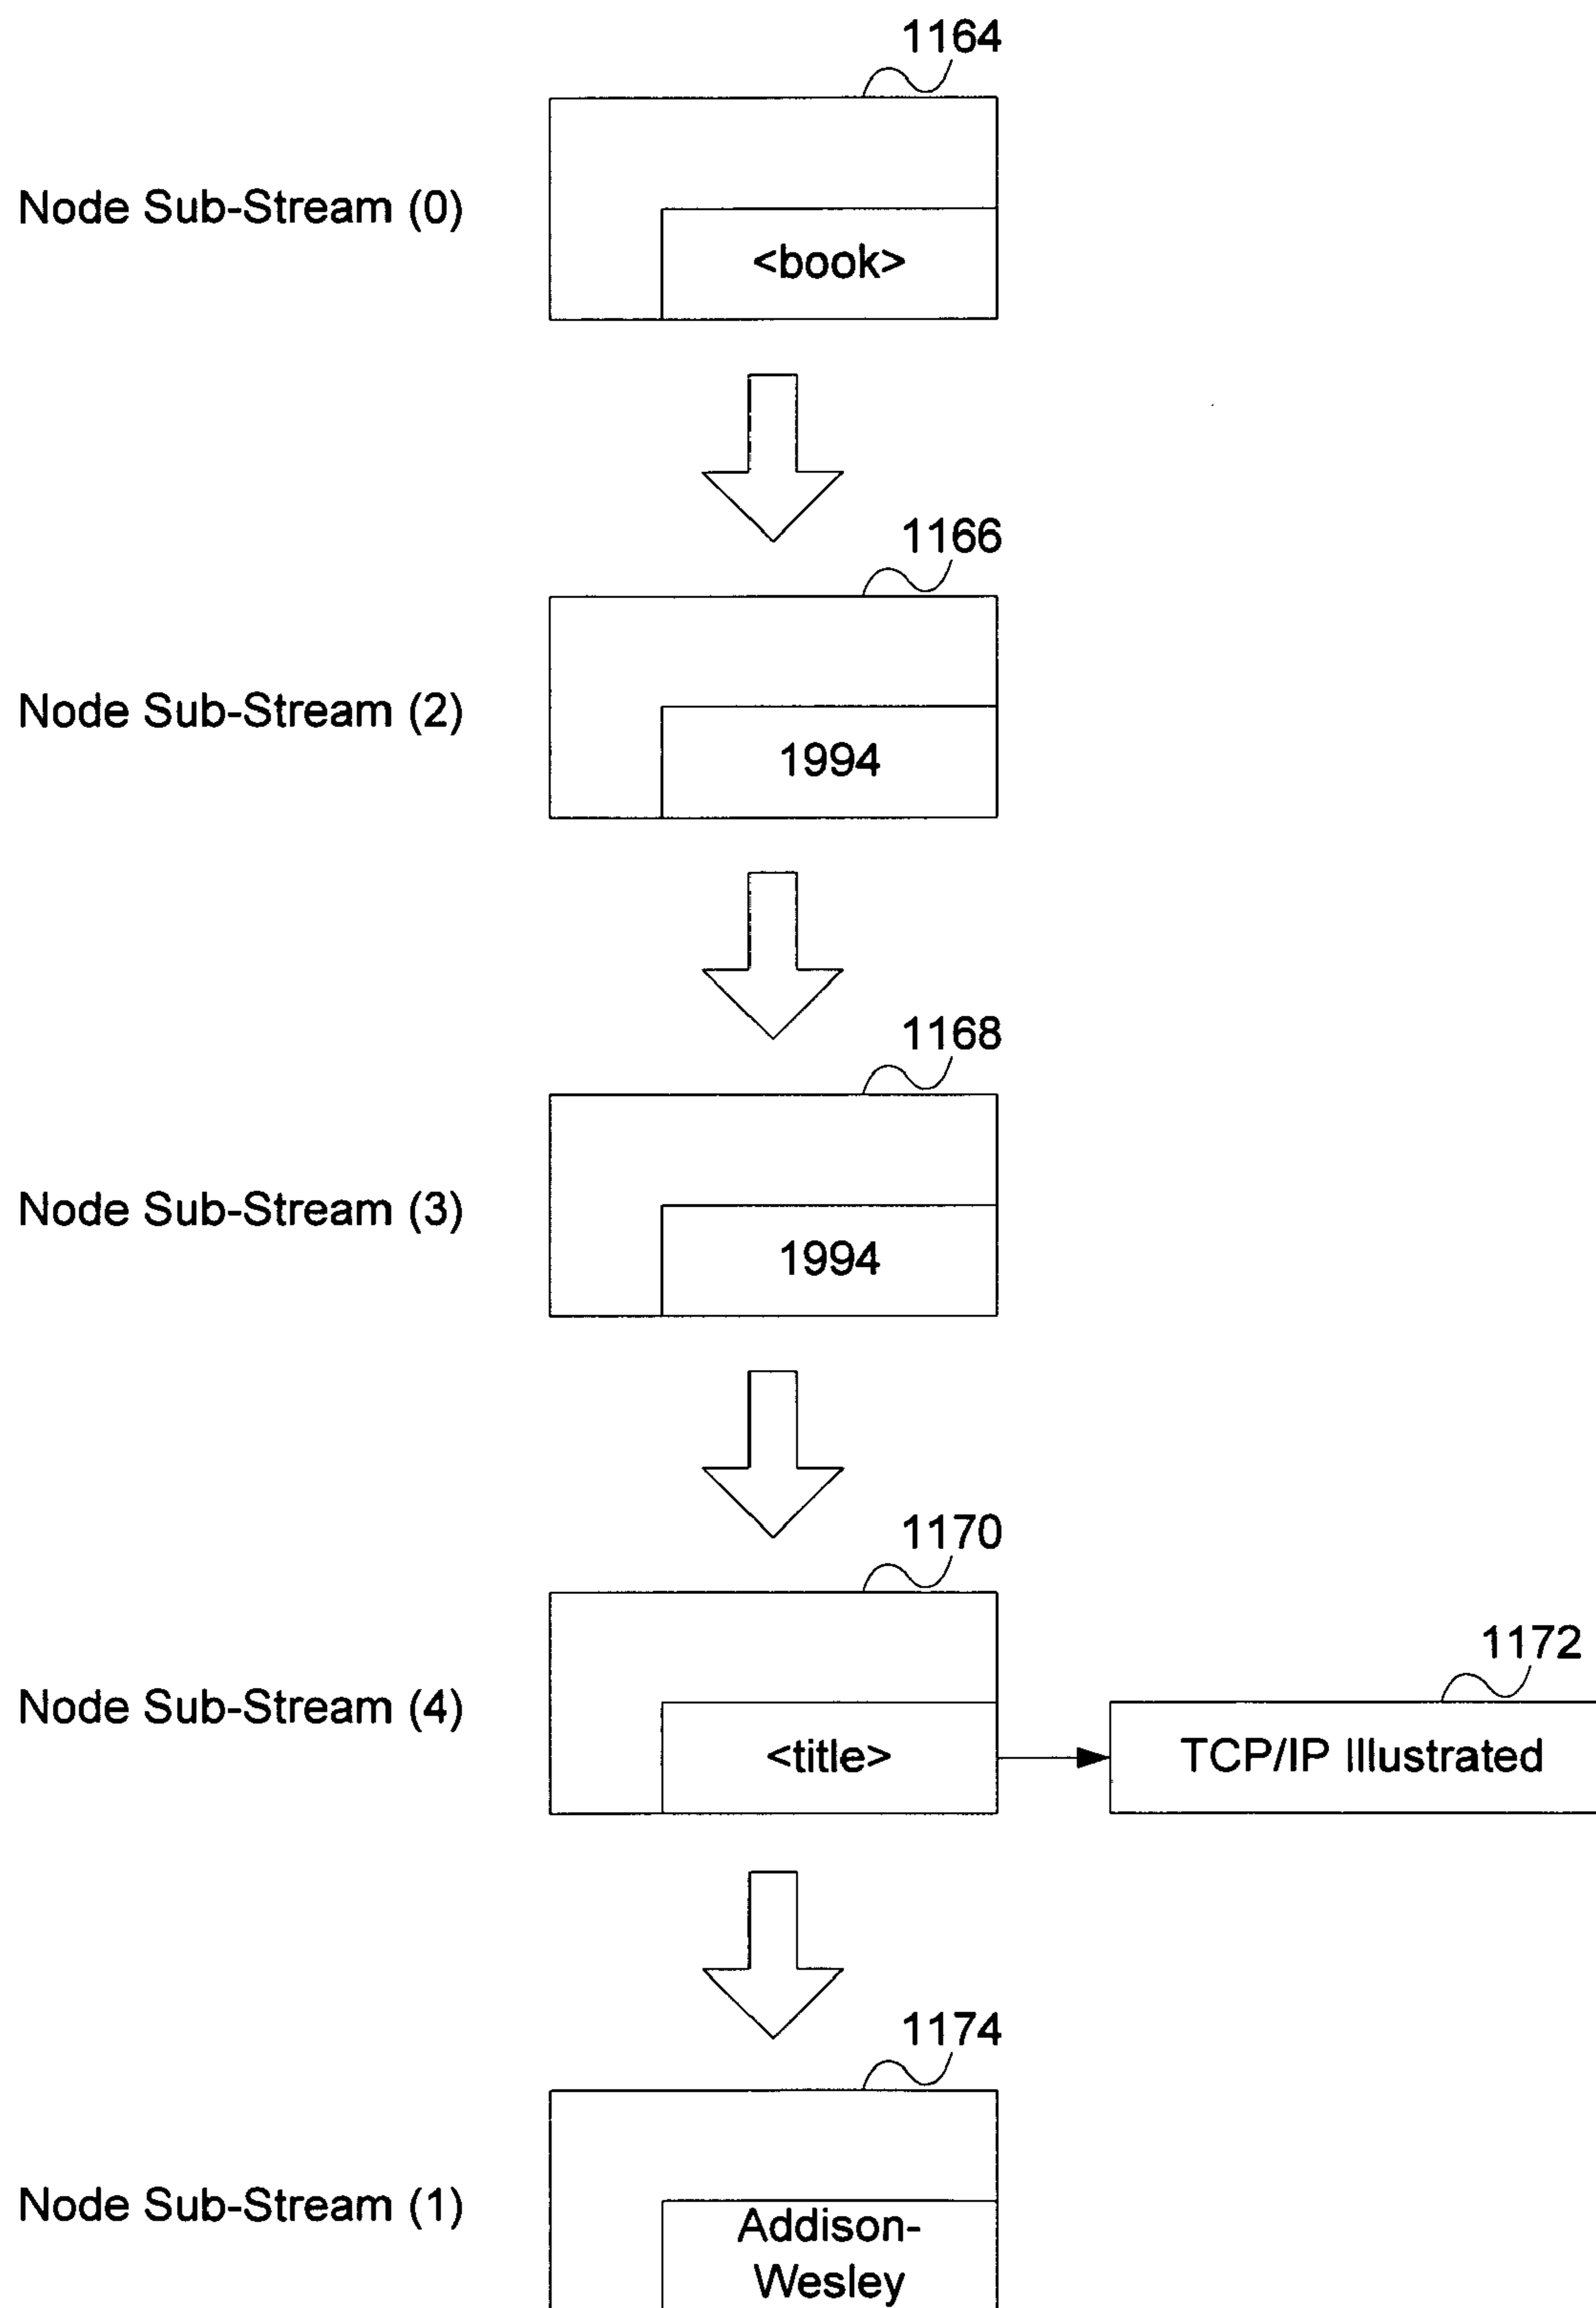 1164
Node Sub-Stream (0)
<book>
1166
Node Sub-Stream (2)
1994
1168
Node Sub-Stream (3)
1994
1170
1172
Node Sub-Stream (4)
<title>
TCP/IP Illustrated
1174
Node Sub-Stream (1)
Addison-
Wesley